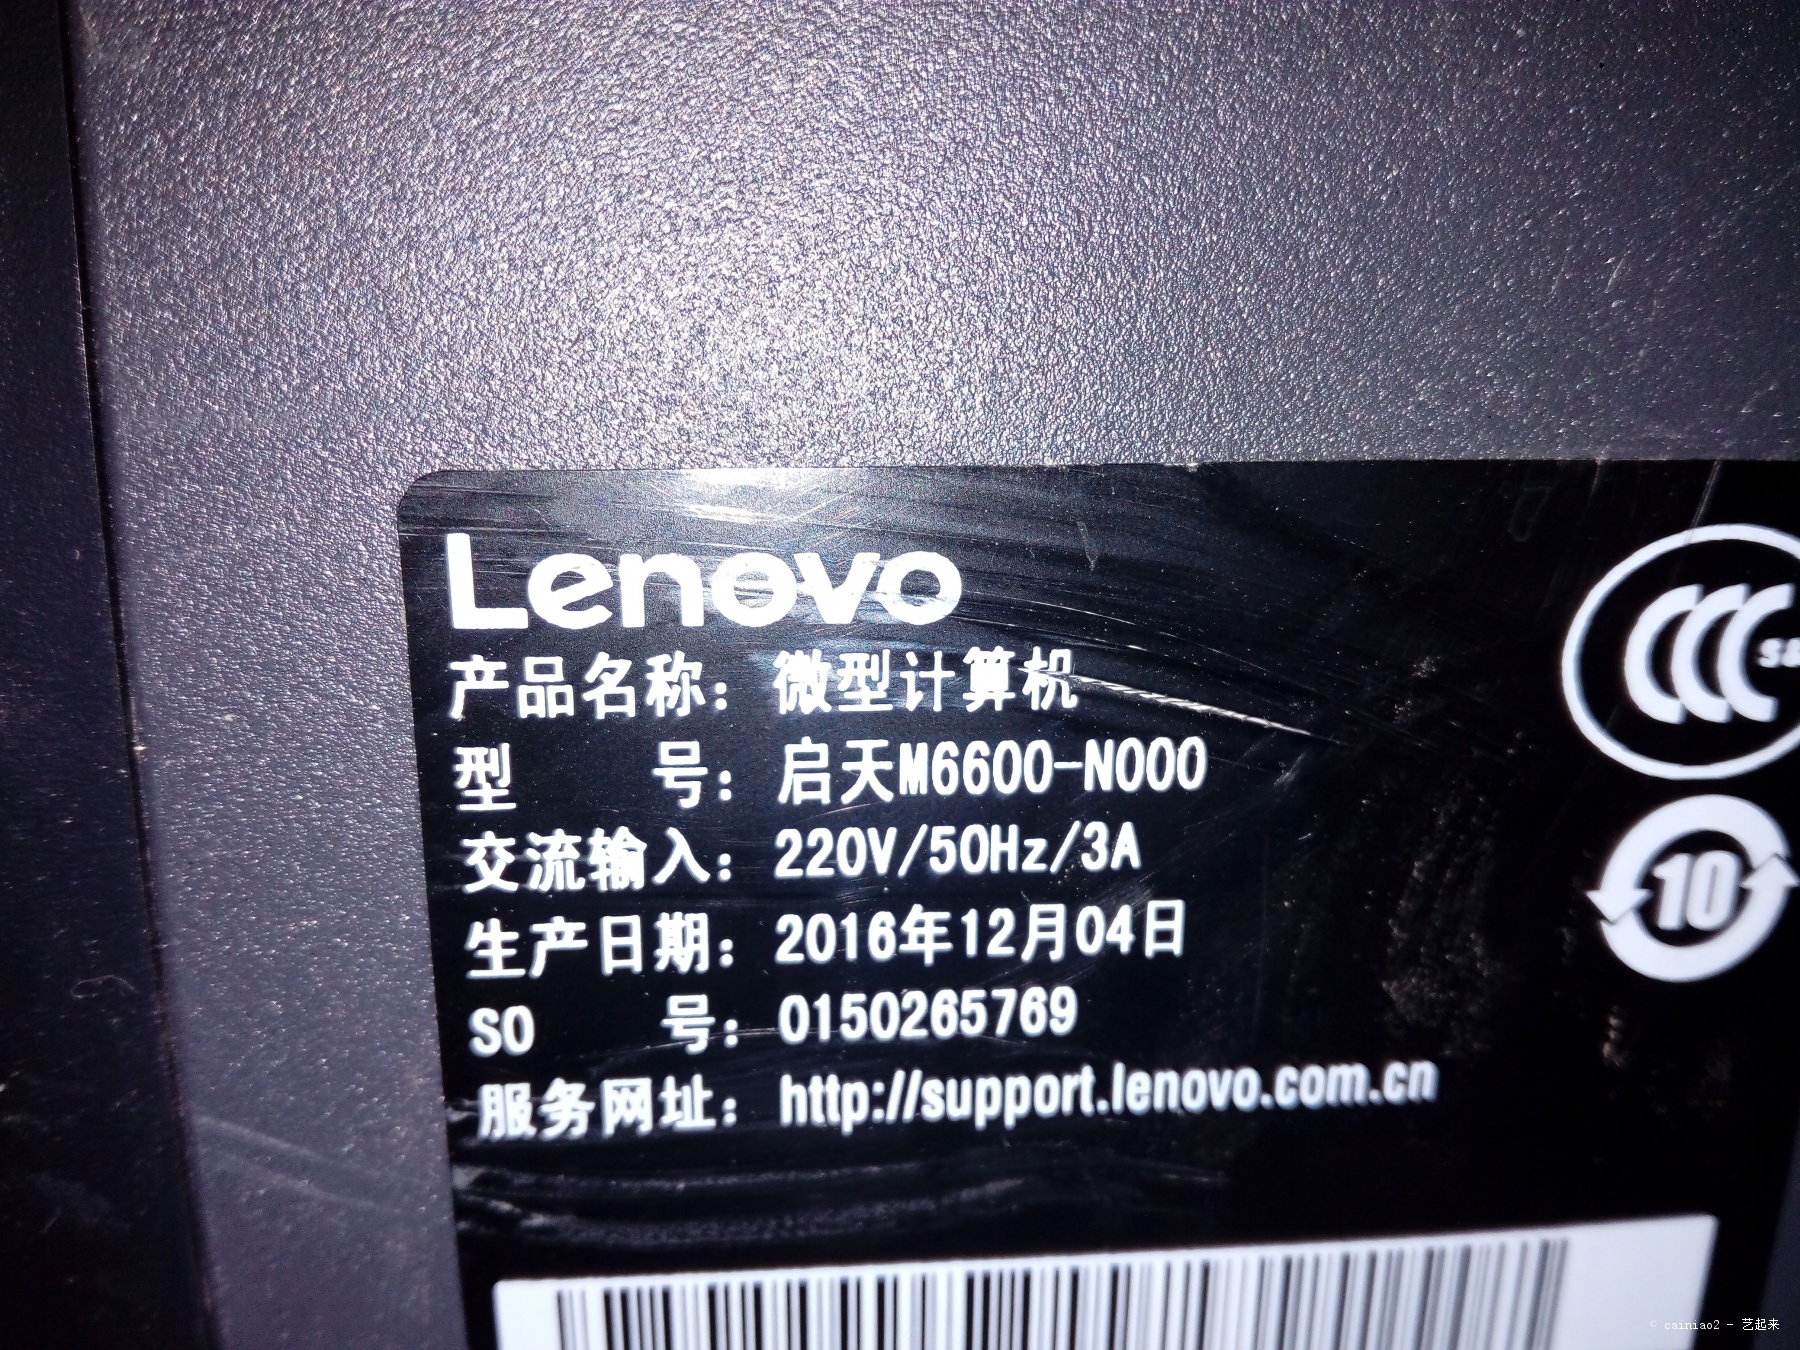 Lenovo
产品名称：微型计算机
型 号：启天M6600-N000
交流输入：220V/50Hz/3A
生产日期：2016年12月04日
SO 号：0150265769
服务网址：http://support.lenovo.com.cn
CCC
10
© cainiao2 - 艺起来